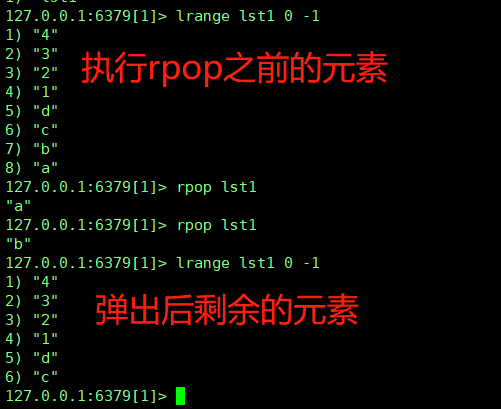 127.0.0.1:6379[1]> lrange lst1 0 -1
1) "4"
2) "3"
3) "2"
4) "1"
5) "d"
6) "c"
7) "b"
8) "a"
执行rpop之前的元素
127.0.0.1:6379[1]> rpop lst1
"a"
127.0.0.1:6379[1]> rpop lst1
"b"
127.0.0.1:6379[1]> lrange lst1 0 -1
1) "4"
2) "3"
3) "2"
4) "1"
5) "d"
6) "c"
弹出后剩余的元素
127.0.0.1:6379[1]>